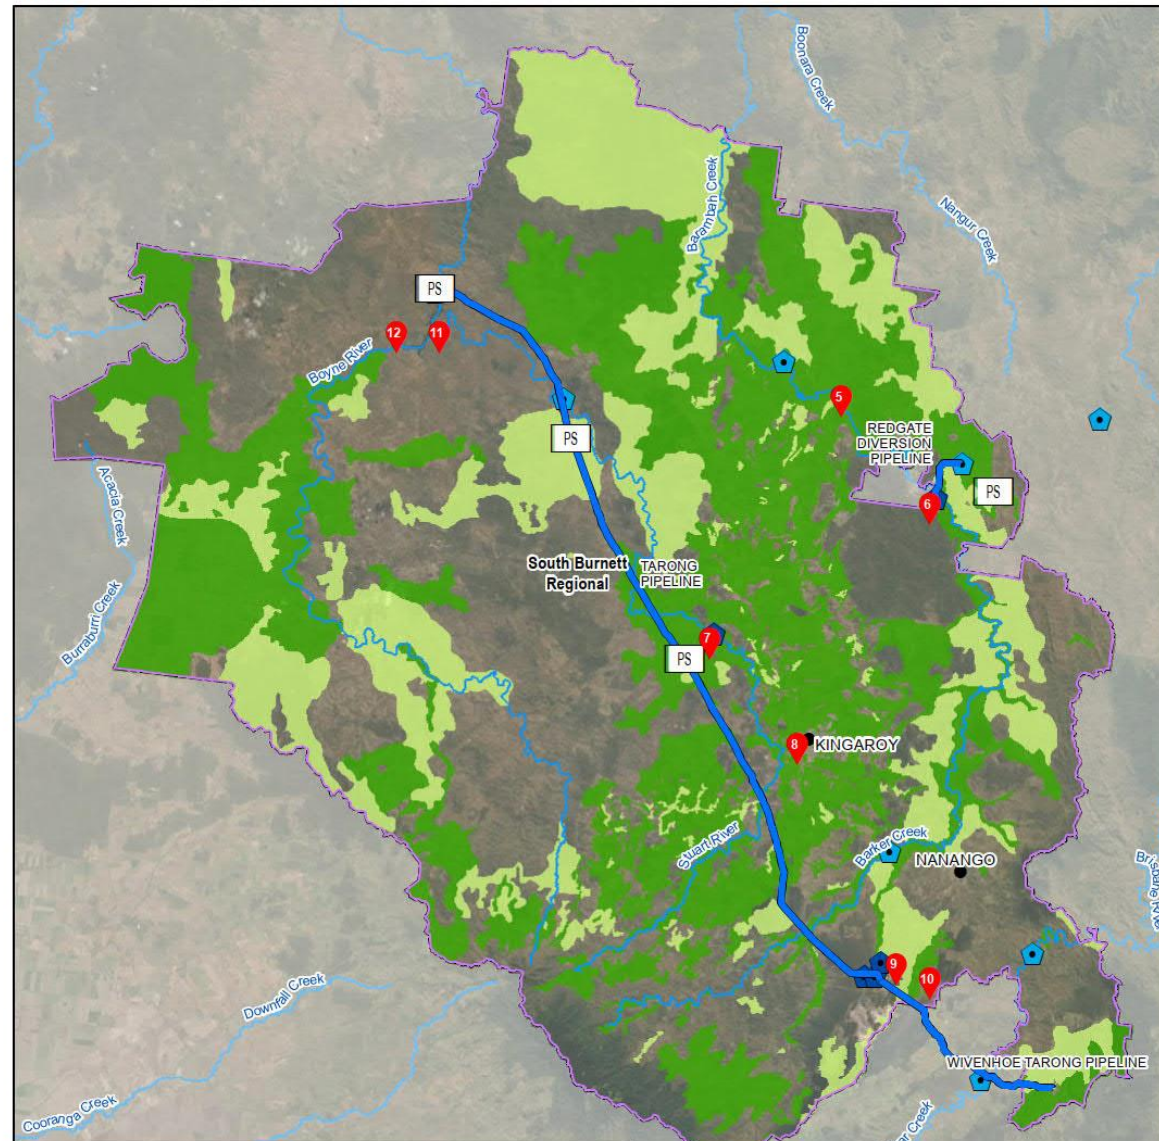 Boonara Creek
Barambah Creek
Nangur Creek
PS
12
11
Boyne River
5
REDGATE
DIVERSION
PIPELINE
PS
PS
6
Acacia Creek
South Burnett
Regional
TARONG
PIPELINE
Burraburri Creek
7
PS
8
KINGAROY
Stuart River
Barker Creek
NANANGO
Brisbane
9
10
Downfall Creek
WIVENHOE TARONG PIPELINE
Cooranga Creek
Creek